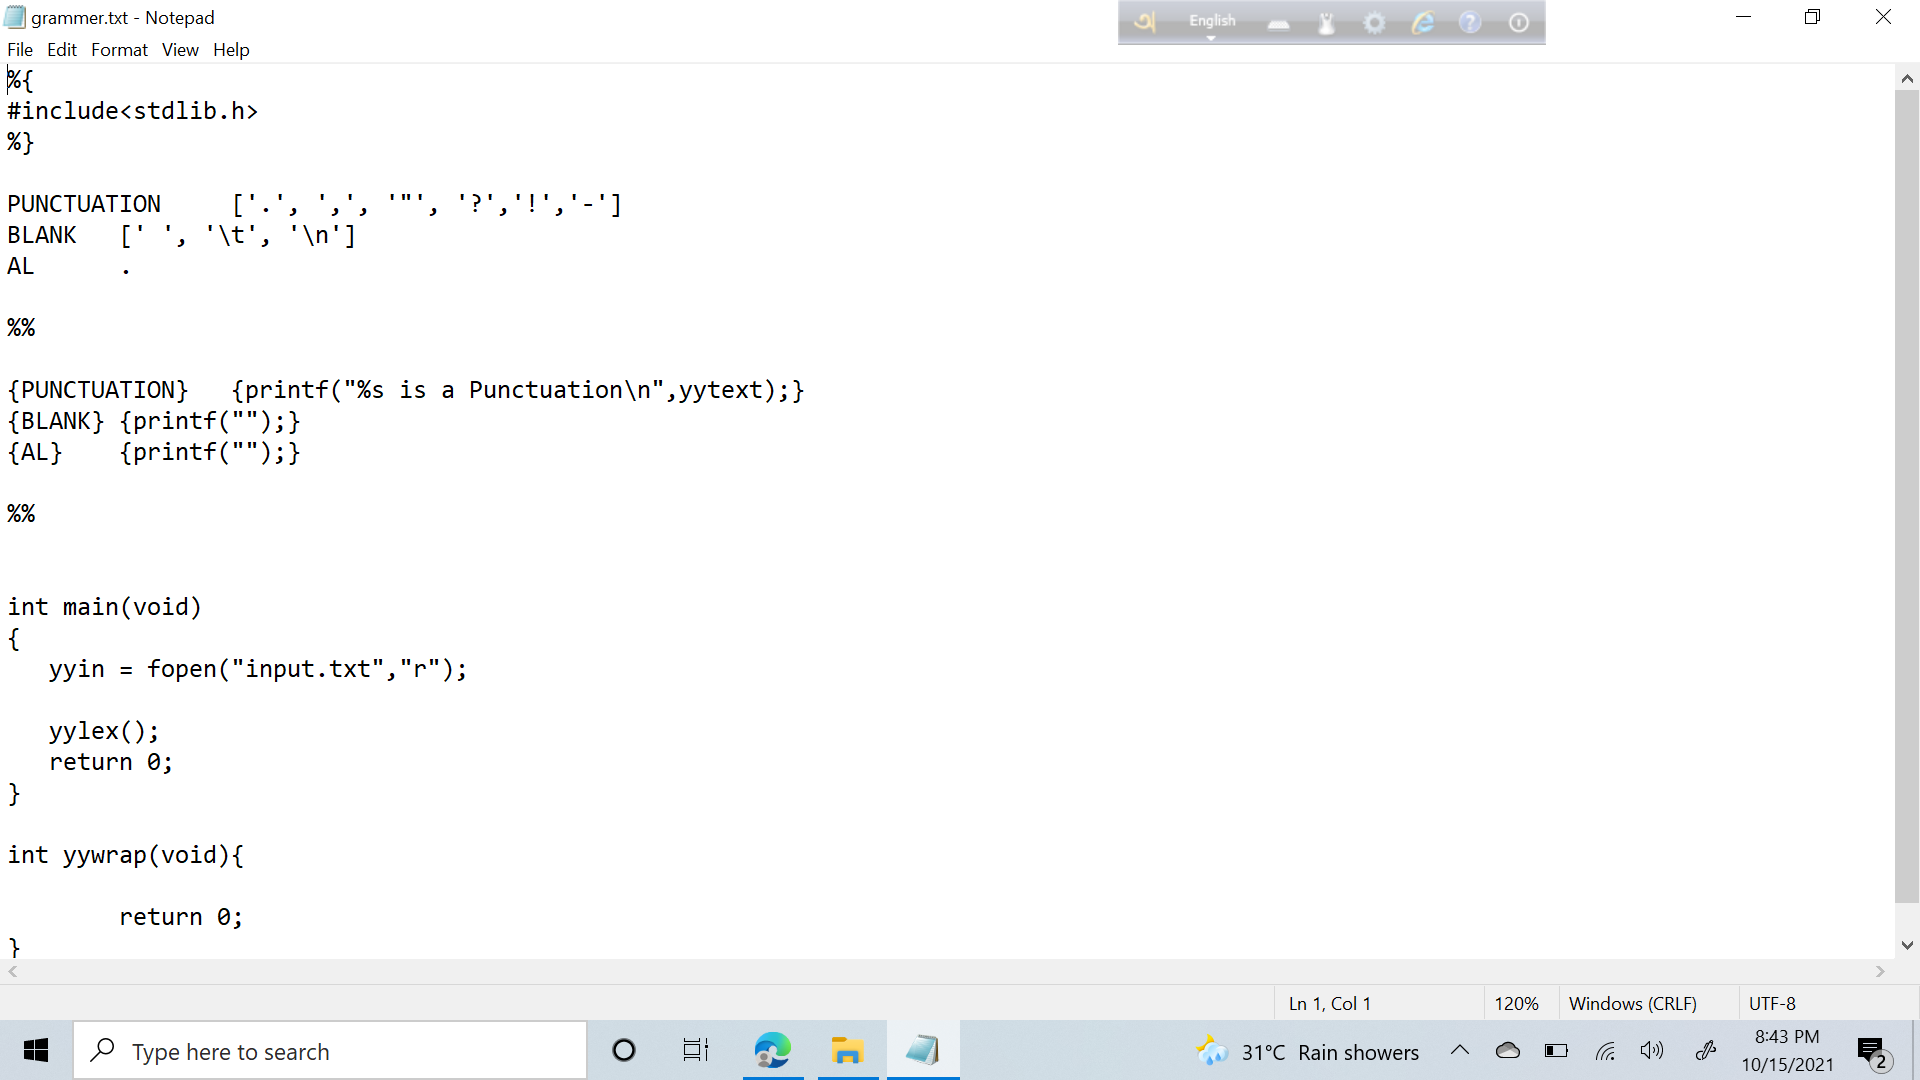 grammer.txt - Notepad
English
File Edit Format View Help
%{
#include<stdlib.h>
%}
PUNCTUATION     ['.', ',', '"', '?','!','-']
BLANK   [' ', '\t', '\n']
AL      .
%%
{PUNCTUATION}   {printf("%s is a Punctuation\n",yytext);}
{BLANK} {printf("");}
{AL}    {printf("");}
%%
int main(void)
{
   yyin = fopen("input.txt","r");
   yylex();
   return 0;
}
int yywrap(void){
        return 0;
}
Ln 1, Col 1
120%
Windows (CRLF)
UTF-8
Type here to search
31°C Rain showers
8:43 PM
10/15/2021
2